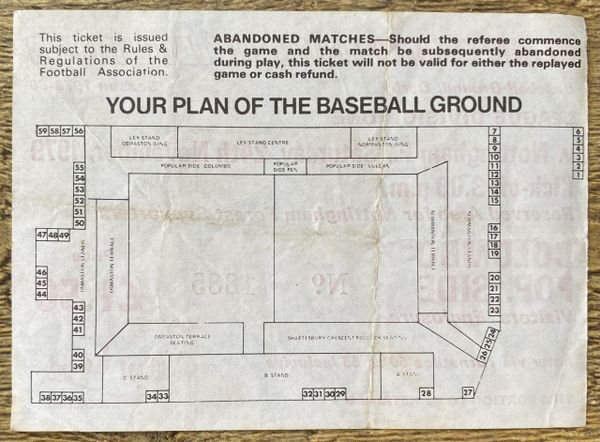 This ticket is issued
subject to the Rules &
Regulations of the
Football Association.
ABANDONED MATCHES—Should the referee commence
the game and the match be subsequently abandoned
during play, this ticket will not be valid for either the replayed
game or cash refund.
YOUR PLAN OF THE BASEBALL GROUND
59 58 57 56
LEY STAND
OSMASTON WING
LEY STAND CENTRE
LEY STAND
NORMANTON WING
7
8
9
10
11
12
13
14
15
6
5
4
3
2
1
POPULAR SIDE-COLOMBO
POPULAR
SIDE PEN
POPULAR SIDE VULCAN
55
54
53
52
51
50
47 48 49
46
45
44
43
42
41
40
39
OSMASTON STAND
OSMASTON TERRACE
NORMANTON TERRACE
NORMANTON STAND
16
17
18
19
20
21
22
23
26 25 24
OSMASTON TERRACE
SEATING
SHAFTESBURY CRESCENT PADDOCK SEATING
C STAND
B STAND
A STAND
38 37 36 35
34 33
32 31 30 29
28
27